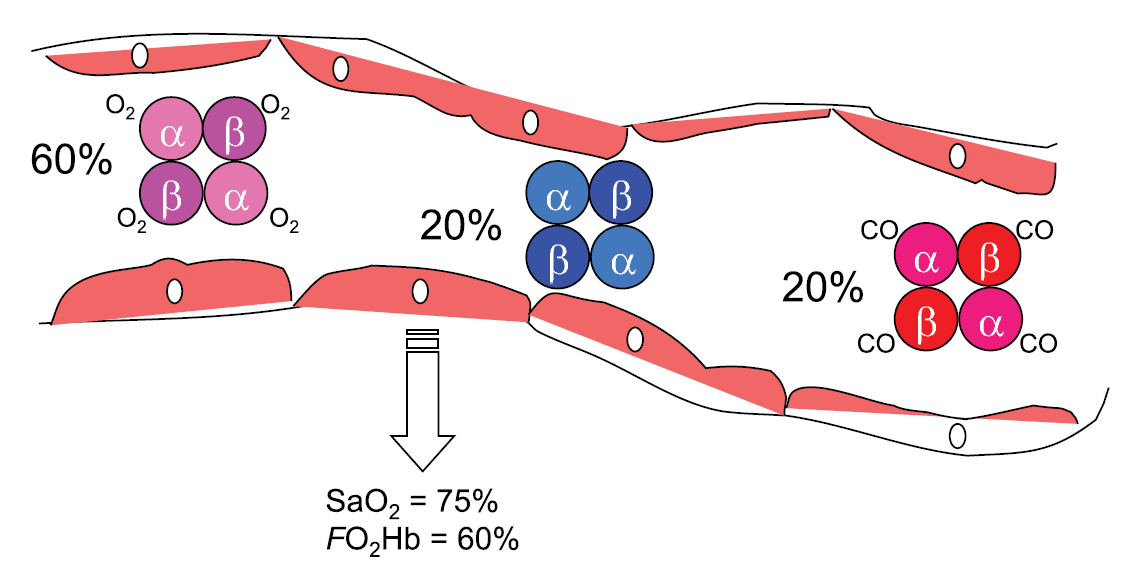 O₂ O₂
α β
60%
β α
O₂ O₂
α β
20%
β α
CO CO
α β
20%
β α
CO CO
SaO₂ = 75%
FO₂Hb = 60%